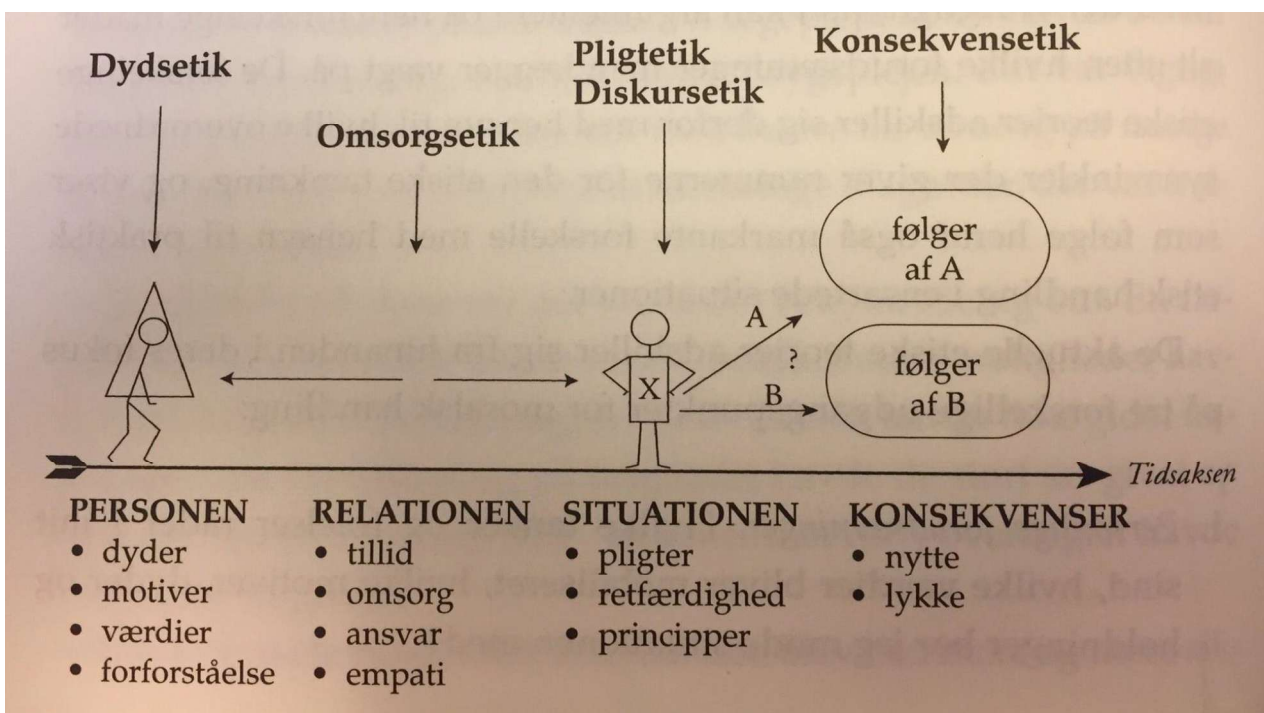 Dydsetik
Omsorgsetik
Pligtetik
Diskursetik
Konsekvensetik
følger
af A
A
?
B
X
følger
af B
Tidsaksen
PERSONEN
• dyder
• motiver
• værdier
• forforståelse
RELATIONEN
• tillid
• omsorg
• ansvar
• empati
SITUATIONEN
• pligter
• retfærdighed
• principper
KONSEKVENSER
• nytte
• lykke